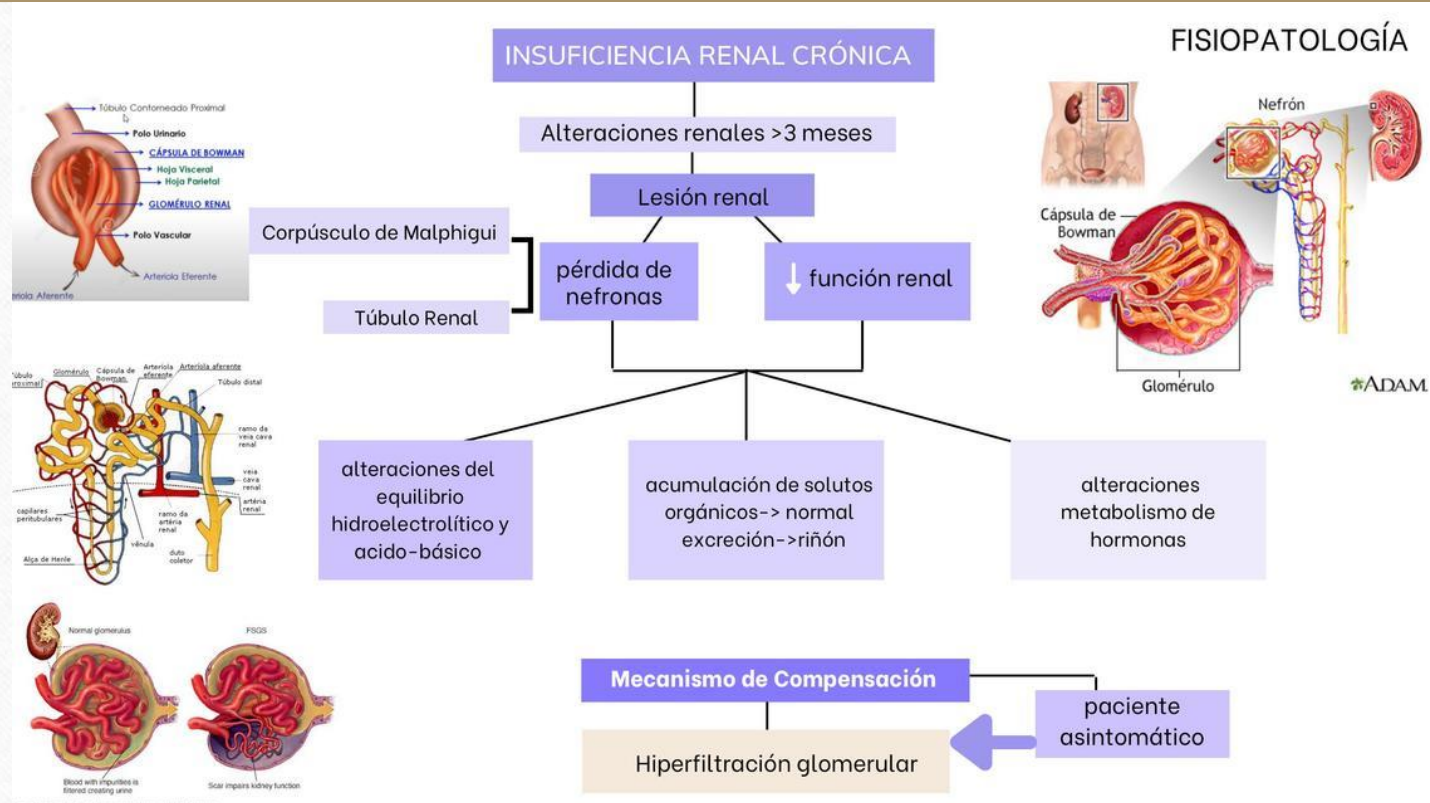 FISIOPATOLOGÍA
INSUFICIENCIA RENAL CRÓNICA
Alteraciones renales >3 meses
Lesión renal
Corpúsculo de Malphigui
Túbulo Renal
pérdida de
nefronas
↓ función renal
alteraciones del
equilibrio
hidroelectrolítico y
acido-básico
acumulación de solutos
orgánicos-> normal
excreción->riñón
alteraciones
metabolismo de
hormonas
Mecanismo de Compensación
paciente
asintomático
Hiperfiltración glomerular
Túbulo Contorneado Proximal
Polo Urinario
CÁPSULA DE BOWMAN
Hoja Visceral
Hoja Parietal
GLOMÉRULO RENAL
Polo Vascular
Arteriola Eferente
eriola Aferente
Nefrón
Cápsula de
Bowman
Glomérulo
ADAM.
úbulo
roximal
Glomérulo
Cápsula de
Bowman
Arteriola
eferente
Arteríola aferente
Túbulo distal
ramo da
veia cava
renal
veia
cava
renal
artéria
renal
capilares
peritubulares
ramo da
artéria
renal
vênula
duto
coletor
Alça de Henle
Normal glomerulus
FSGS
Blood with impurities is
filtered creating urine
Scar impairs kidney function